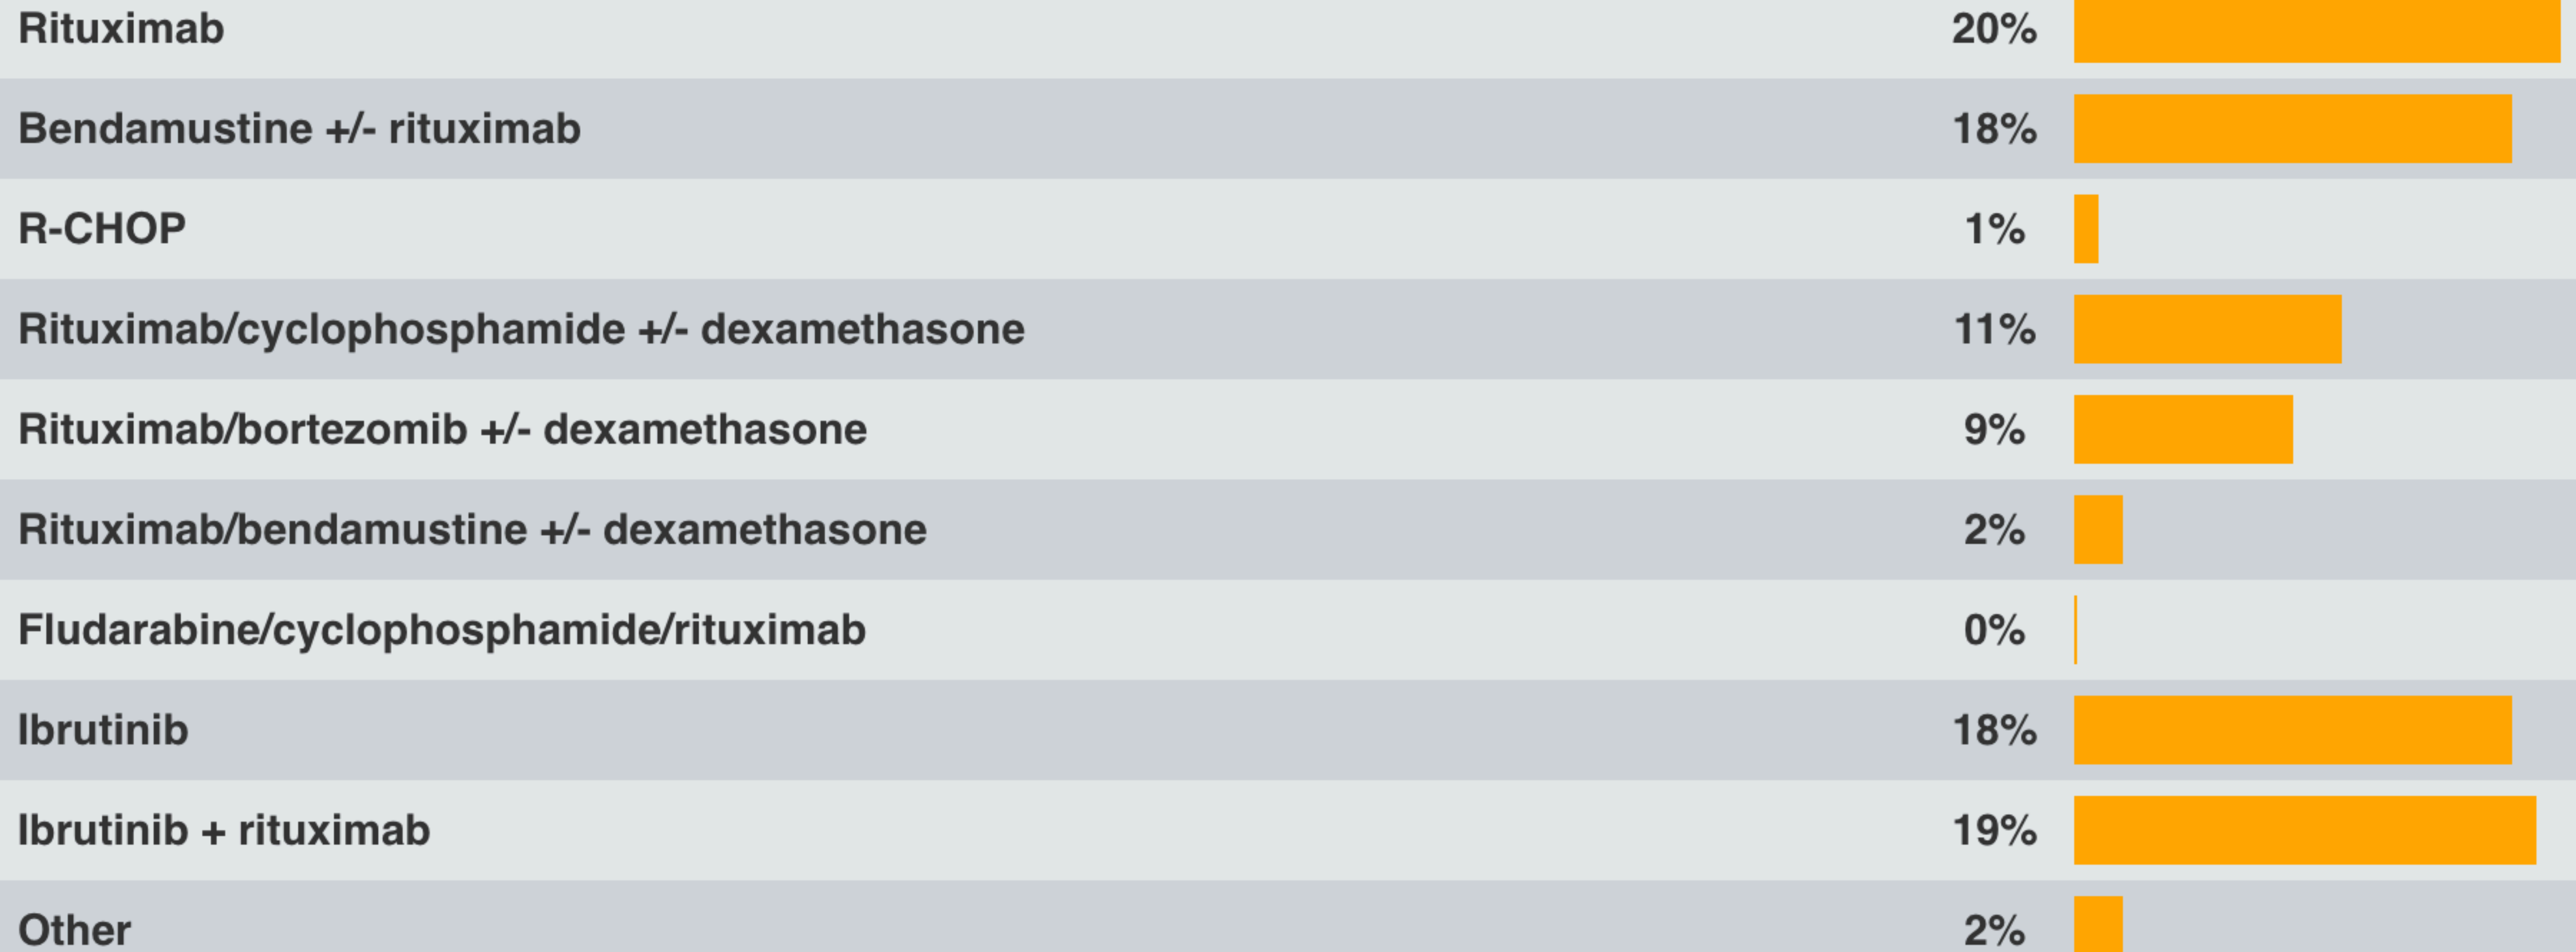 Rituximab 20%
Bendamustine +/- rituximab 18%
R-CHOP 1%
Rituximab/cyclophosphamide +/- dexamethasone 11%
Rituximab/bortezomib +/- dexamethasone 9%
Rituximab/bendamustine +/- dexamethasone 2%
Fludarabine/cyclophosphamide/rituximab 0%
Ibrutinib 18%
Ibrutinib + rituximab 19%
Other 2%